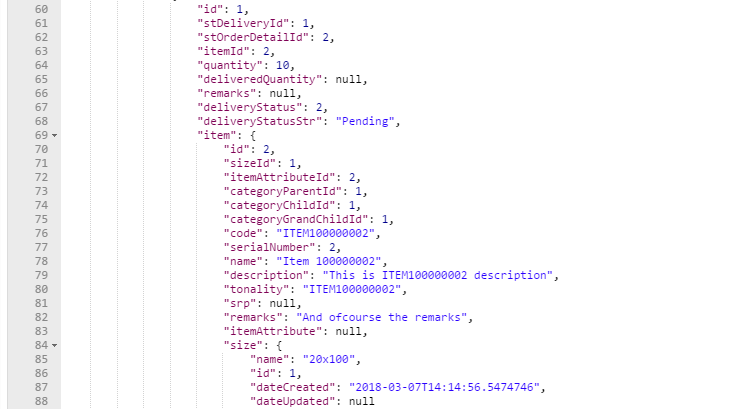 60 "id": 1,
61 "stDeliveryId": 1,
62 "stOrderDetailId": 2,
63 "itemId": 2,
64 "quantity": 10,
65 "deliveredQuantity": null,
66 "remarks": null,
67 "deliveryStatus": 2,
68 "deliveryStatusStr": "Pending",
69 "item": {
70 "id": 2,
71 "sizeId": 1,
72 "itemAttributeId": 2,
73 "categoryParentId": 1,
74 "categoryChildId": 1,
75 "categoryGrandChildId": 1,
76 "code": "ITEM100000002",
77 "serialNumber": 2,
78 "name": "Item 100000002",
79 "description": "This is ITEM100000002 description",
80 "tonality": "ITEM100000002",
81 "srp": null,
82 "remarks": "And ofcourse the remarks",
83 "itemAttribute": null,
84 "size": {
85 "name": "20x100",
86 "id": 1,
87 "dateCreated": "2018-03-07T14:14:56.5474746",
88 "dateUpdated": null